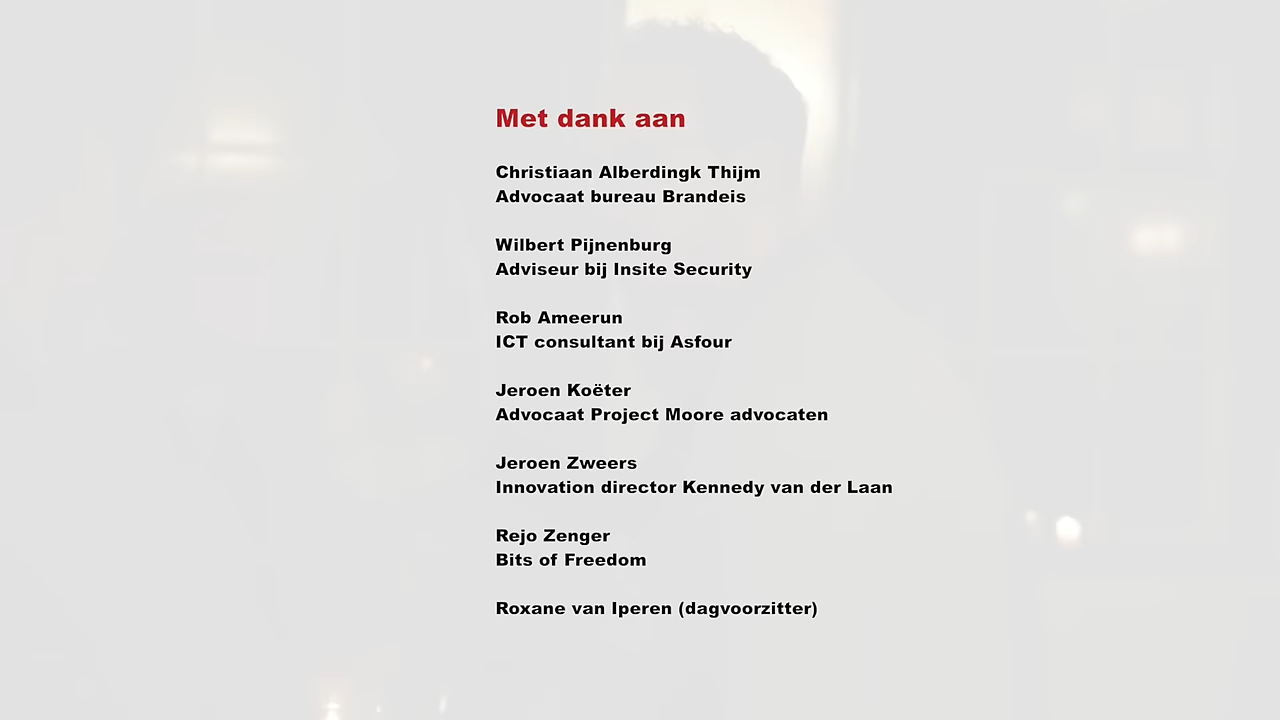 Met dank aan
Christiaan Alberdingk Thijm
Advocaat bureau Brandeis
Wilbert Pijnenburg
Adviseur bij Insite Security
Rob Ameerun
ICT consultant bij Asfour
Jeroen Koëter
Advocaat Project Moore advocaten
Jeroen Zweers
Innovation director Kennedy van der Laan
Rejo Zenger
Bits of Freedom
Roxane van Iperen (dagvoorzitter)